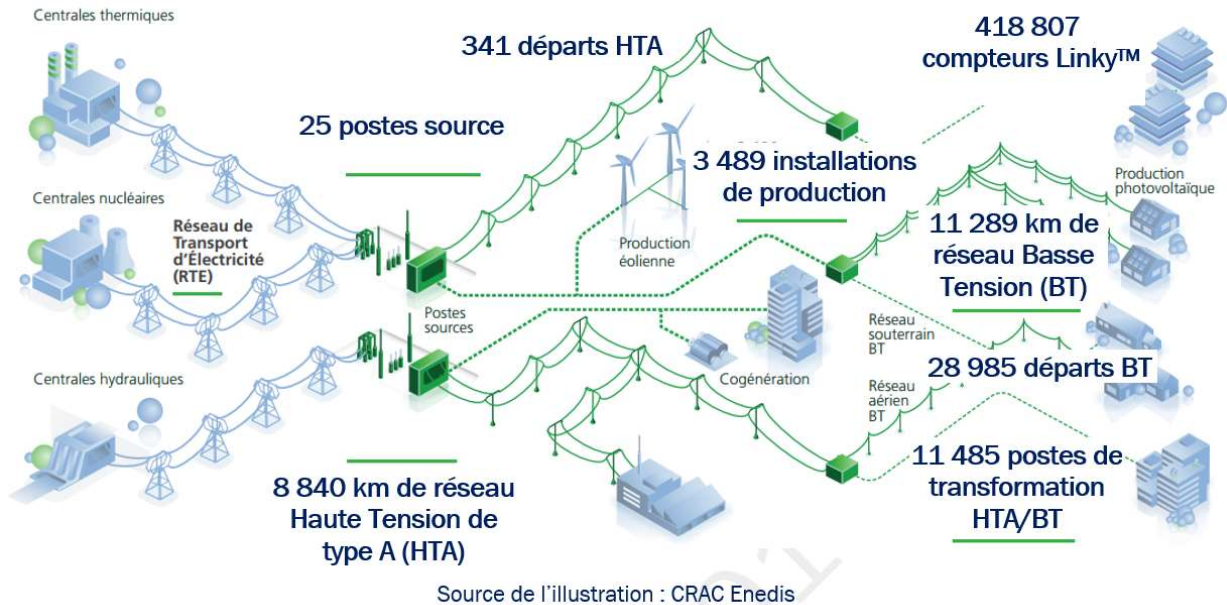 Centrales thermiques
341 départs HTA
418 807
compteurs Linky™
25 postes source
3 489 installations
de production
Production
photovoltaïque
Centrales nucléaires
Réseau de
Transport
d'Électricité
(RTE)
Production
éolienne
11 289 km de
réseau Basse
Tension (BT)
Postes
sources
Réseau
souterrain
BT
Centrales hydrauliques
Cogénération
28 985 départs BT
Réseau
aérien
BT
8 840 km de réseau
Haute Tension de
type A (HTA)
11 485 postes de
transformation
HTA/BT
Source de l'illustration : CRAC Enedis